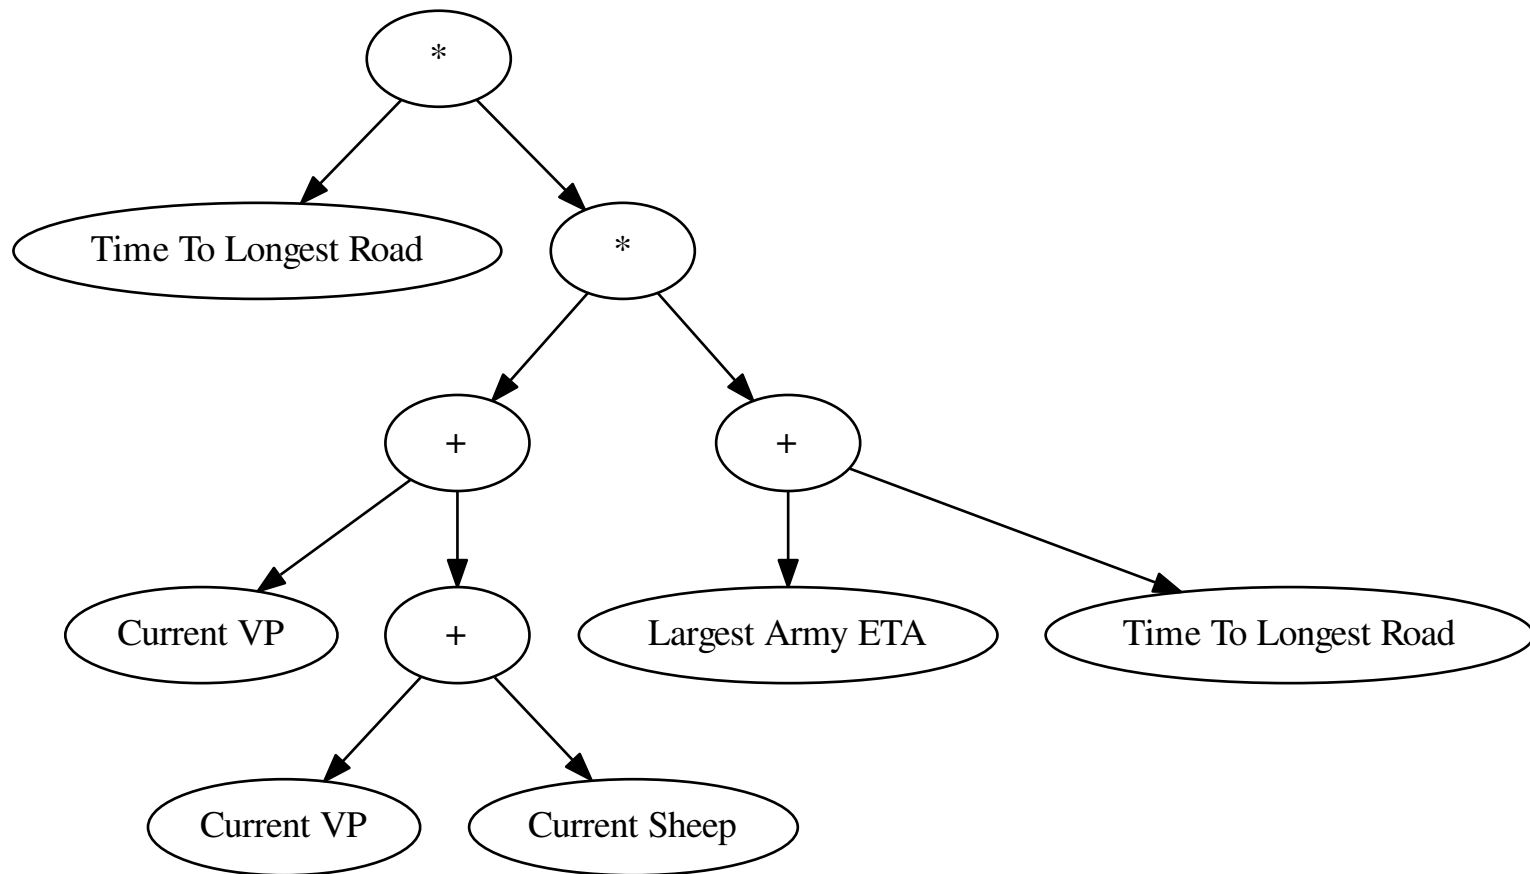 *
Time To Longest Road
*
+
+
Current VP
+
Largest Army ETA
Time To Longest Road
Current VP
Current Sheep